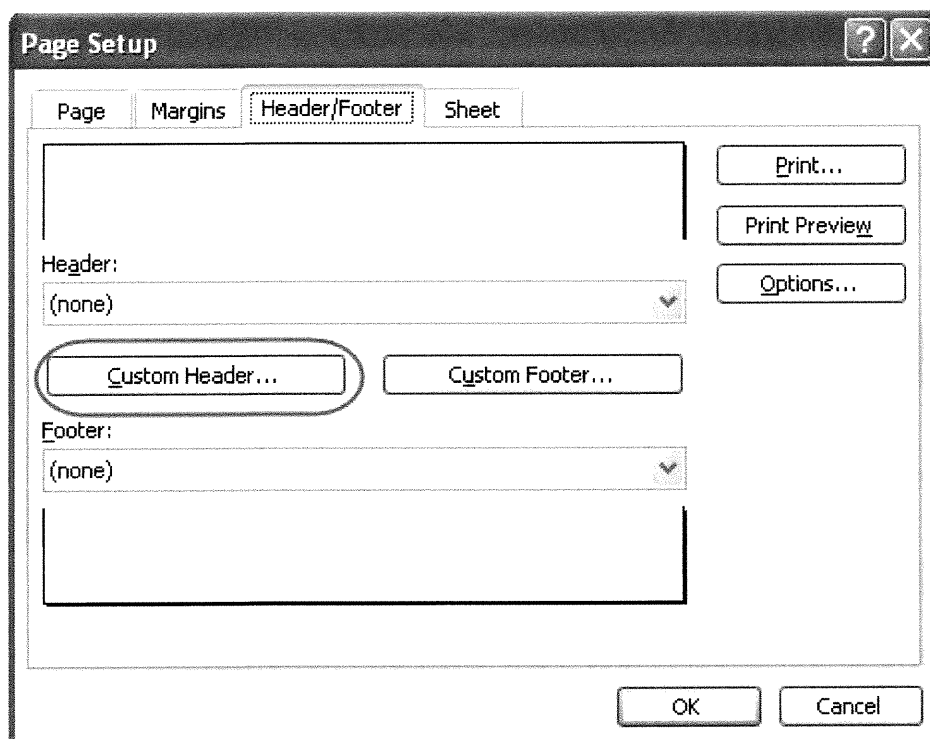 Page Setup
?
Page Margins Header/Footer Sheet
Print...
Print Preview
Options...
Header:
(none)
Custom Header... Custom Footer...
Footer:
(none)
OK Cancel